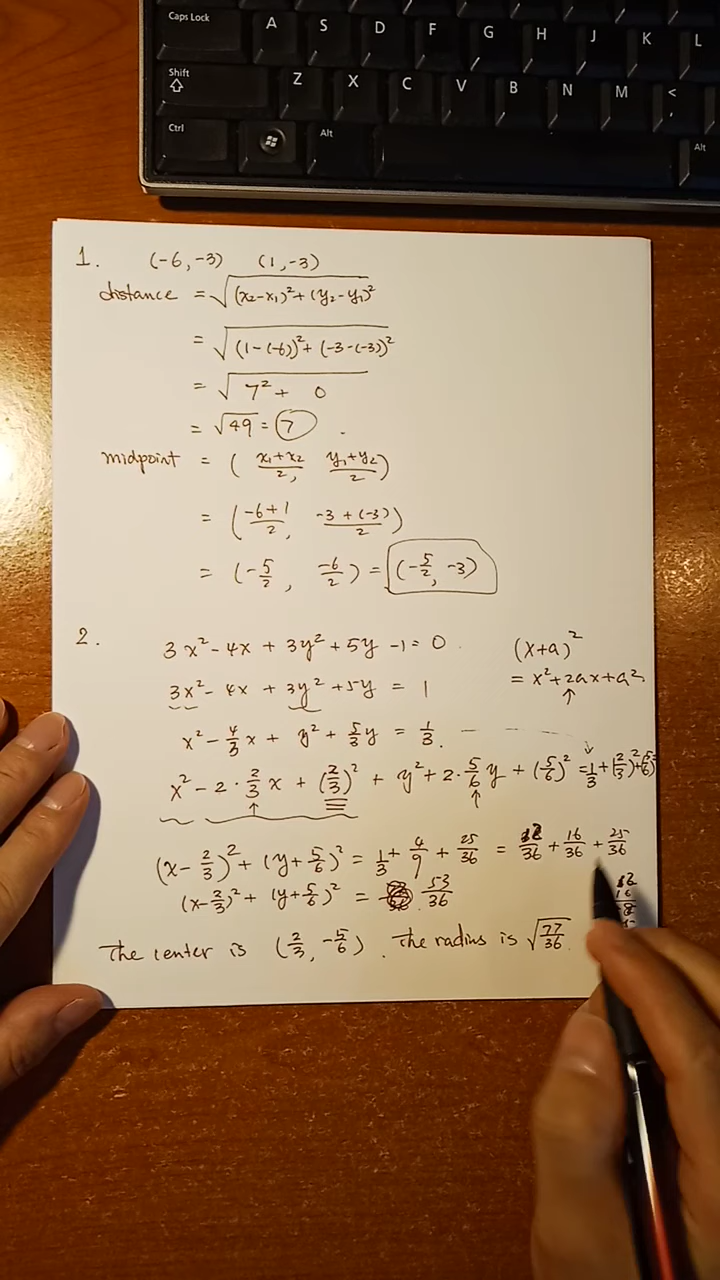 Caps Lock A S D F G H J K L
Shift Z X C V B N M <
,
Ctrl Alt Alt
1. (-6, -3) (1, -3)
distance = √((x₂-x₁)²+(y₂-y₁)²)
= √((1-(-6))²+(-3-(-3))²)
= √(7²+ 0)
= √49 = 7
midpoint = ( (x₁+x₂)/2, (y₁+y₂)/2 )
= ( (-6+1)/2, (-3+(-3))/2 )
= (-5/2, -6/2) = (-5/2, -3)
2. 3x²-4x+3y²+5y-1=0 (x+a)²
3x²-4x+3y²+5y = 1 = x²+2ax+a²
↑
x²-4/3x+y²+5/3y = 1/3.
x²-2·2/3x+(2/3)²+y²+2·5/6y+(5/6)² = 1/3+(2/3)²+(5/6)²
↑ ↑
(x-2/3)²+(y+5/6)² = 1/3+4/9+25/36 = 12/36+16/36+25/36
(x-2/3)²+(y+5/6)² = 53/36
The center is (2/3, -5/6). The radius is √(77/36)